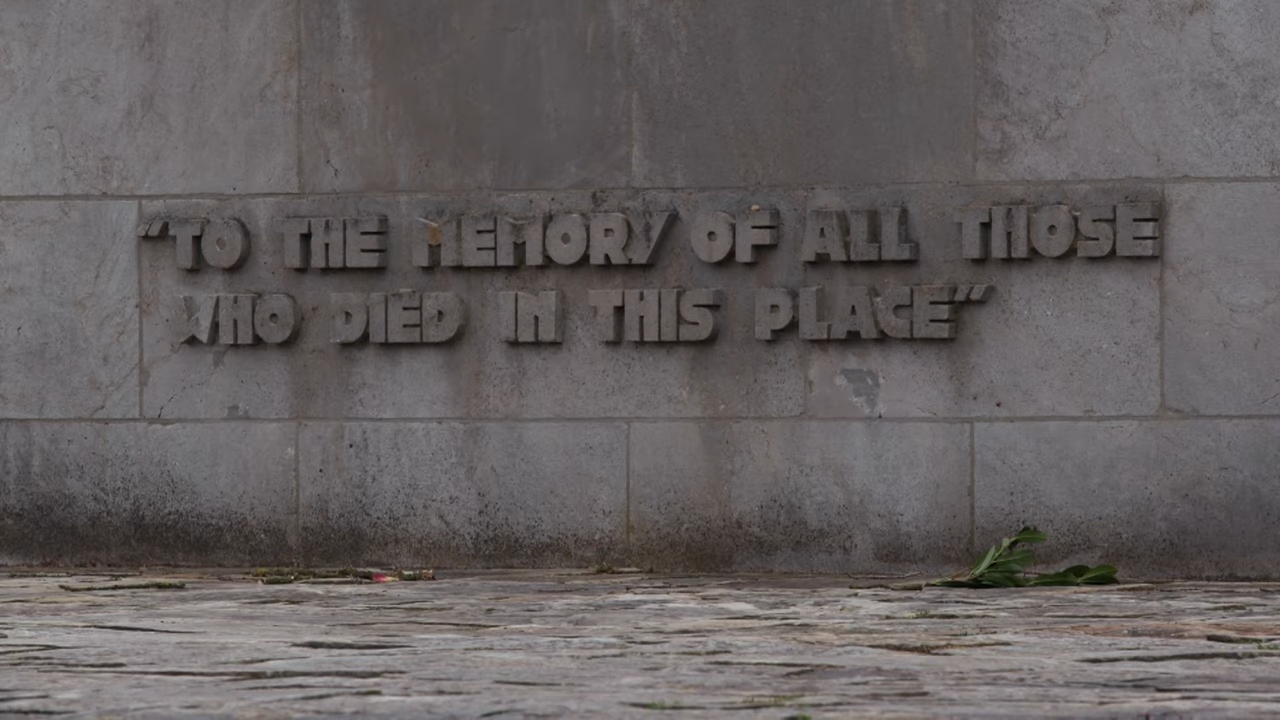 “TO THE MEMORY OF ALL THOSE
WHO DIED IN THIS PLACE”